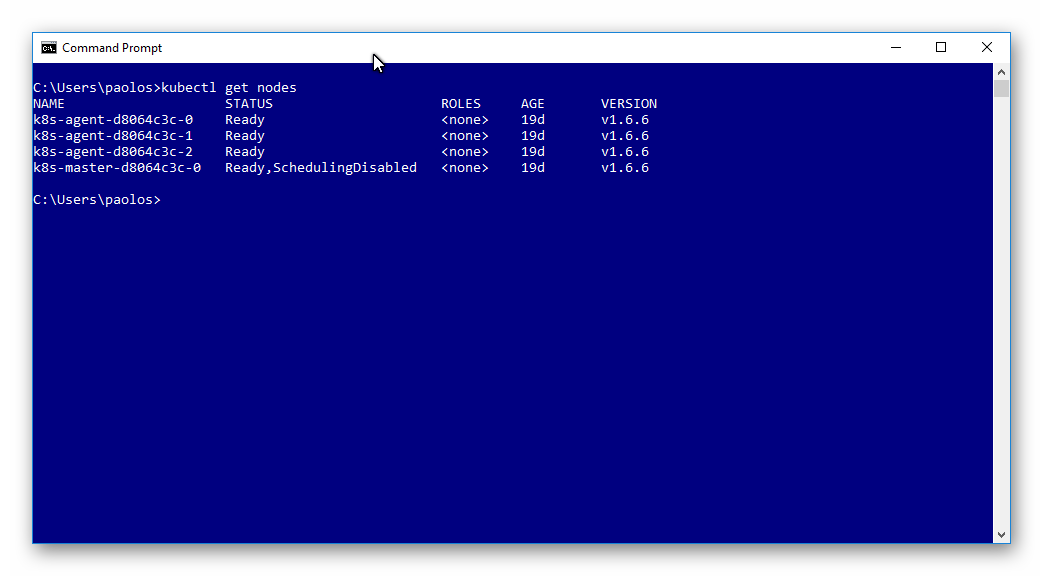 Command Prompt
C:\Users\paolos>kubectl get nodes
NAME                    STATUS                     ROLES     AGE       VERSION
k8s-agent-d8064c3c-0    Ready                      <none>    19d       v1.6.6
k8s-agent-d8064c3c-1    Ready                      <none>    19d       v1.6.6
k8s-agent-d8064c3c-2    Ready                      <none>    19d       v1.6.6
k8s-master-d8064c3c-0   Ready,SchedulingDisabled   <none>    19d       v1.6.6
C:\Users\paolos>